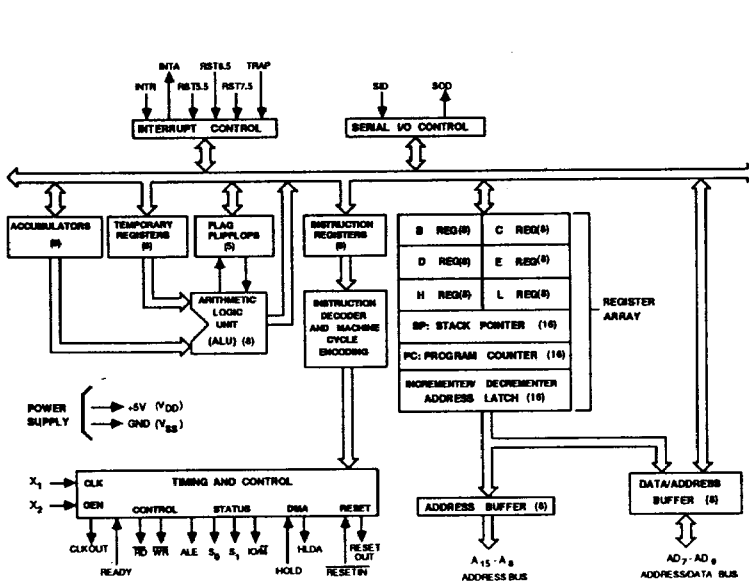 INTA RST6.5 TRAP
INTR RST5.5 RST7.5
SID SOD
INTERRUPT CONTROL
SERIAL I/O CONTROL
ACCUMULATORS
(8)
TEMPORARY
REGISTERS
(8)
FLAG
FLIPFLOPS
(5)
INSTRUCTION
REGISTERS
(8)
B REG(8) C REG(8)
D REG(8) E REG(8)
H REG(8) L REG(8)
SP: STACK POINTER (16)
PC: PROGRAM COUNTER (16)
INCREMENTER/ DECREMENTER
ADDRESS LATCH (16)
REGISTER
ARRAY
ARITHMETIC
LOGIC
UNIT
(ALU) (8)
INSTRUCTION
DECODER
AND MACHINE
CYCLE
ENCODING
POWER
SUPPLY
+5V (VDD)
GND (VSS)
X1 CLK
X2 GEN
TIMING AND CONTROL
CONTROL STATUS DMA RESET
CLKOUT
READY
RD WR ALE S0 S1 IO/M
HOLD
HLDA
RESETIN
RESET
OUT
ADDRESS BUFFER (8)
DATA/ADDRESS
BUFFER (8)
A15 - A8
ADDRESS BUS
AD7 - AD0
ADDRESS/DATA BUS